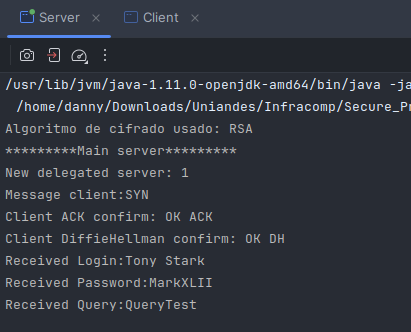 Server
Client
/usr/lib/jvm/java-1.11.0-openjdk-amd64/bin/java -ja
/home/danny/Downloads/Uniandes/Infracomp/Secure_Pr
Algoritmo de cifrado usado: RSA
*********Main server*********
New delegated server: 1
Message client:SYN
Client ACK confirm: OK ACK
Client DiffieHellman confirm: OK DH
Received Login:Tony Stark
Received Password:MarkXLII
Received Query:QueryTest